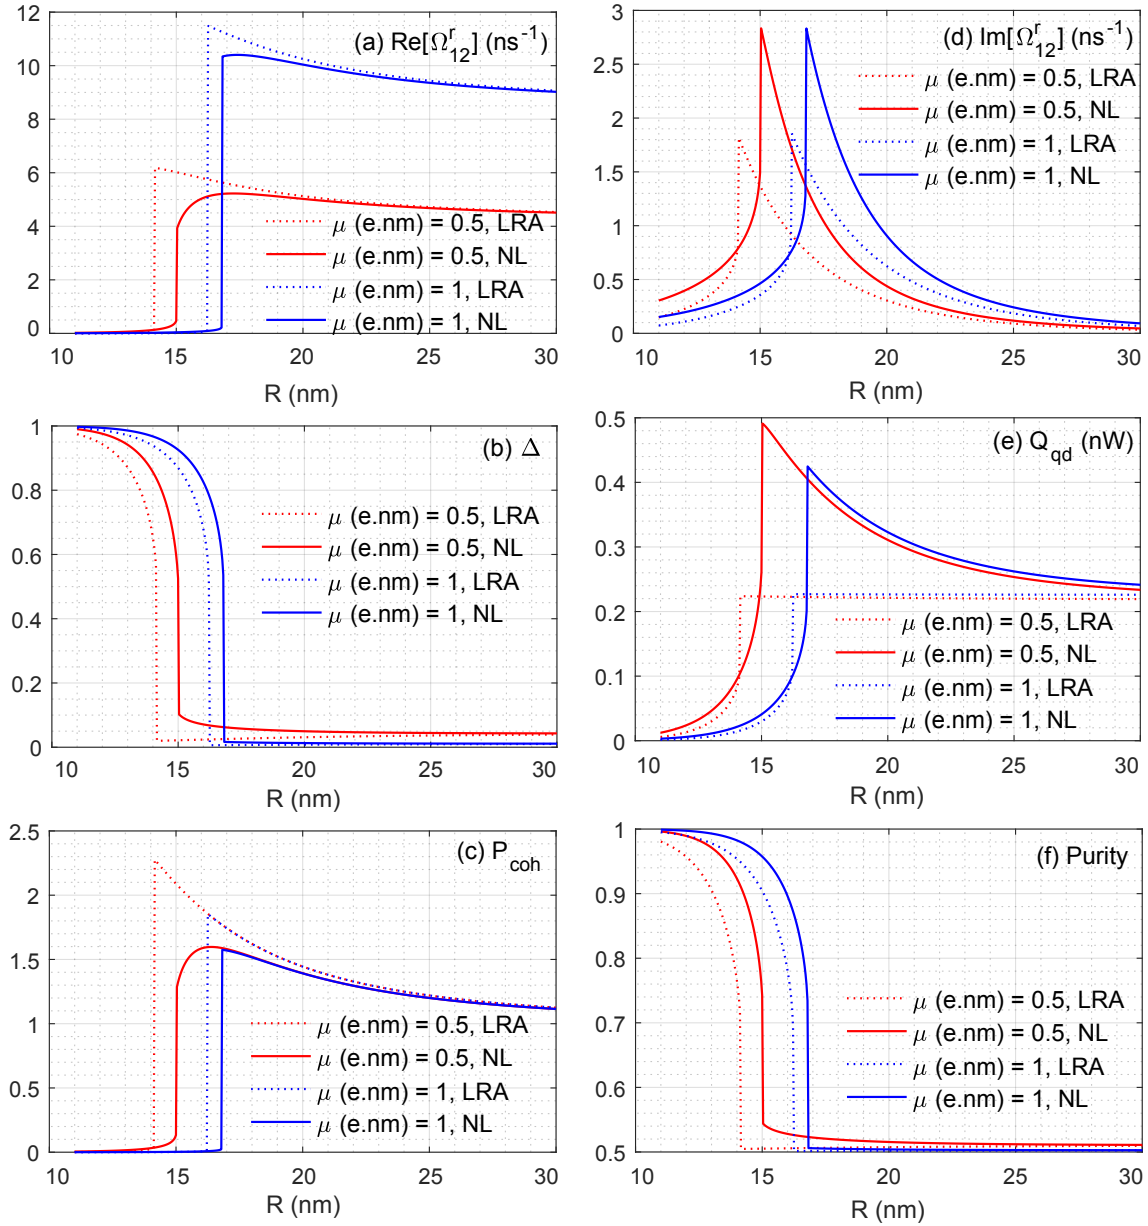 (a) Re[Ω^r_12] (ns^-1)
12
10
8
6
4
2
0
μ (e.nm) = 0.5, LRA
μ (e.nm) = 0.5, NL
μ (e.nm) = 1, LRA
μ (e.nm) = 1, NL
10 15 20 25 30
R (nm)
(d) Im[Ω^r_12] (ns^-1)
3
2.5
2
1.5
1
0.5
0
μ (e.nm) = 0.5, LRA
μ (e.nm) = 0.5, NL
μ (e.nm) = 1, LRA
μ (e.nm) = 1, NL
10 15 20 25 30
R (nm)
(b) Δ
1
0.8
0.6
0.4
0.2
0
μ (e.nm) = 0.5, LRA
μ (e.nm) = 0.5, NL
μ (e.nm) = 1, LRA
μ (e.nm) = 1, NL
10 15 20 25 30
R (nm)
(e) Q_qd (nW)
0.5
0.4
0.3
0.2
0.1
0
μ (e.nm) = 0.5, LRA
μ (e.nm) = 0.5, NL
μ (e.nm) = 1, LRA
μ (e.nm) = 1, NL
10 15 20 25 30
R (nm)
(c) P_coh
2.5
2
1.5
1
0.5
0
μ (e.nm) = 0.5, LRA
μ (e.nm) = 0.5, NL
μ (e.nm) = 1, LRA
μ (e.nm) = 1, NL
10 15 20 25 30
R (nm)
(f) Purity
1
0.9
0.8
0.7
0.6
0.5
μ (e.nm) = 0.5, LRA
μ (e.nm) = 0.5, NL
μ (e.nm) = 1, LRA
μ (e.nm) = 1, NL
10 15 20 25 30
R (nm)